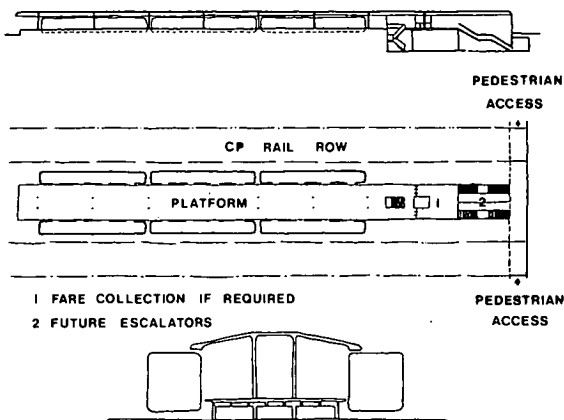 PEDESTRIAN
ACCESS
CP RAIL ROW
PLATFORM
1
2
1 FARE COLLECTION IF REQUIRED
2 FUTURE ESCALATORS
PEDESTRIAN
ACCESS